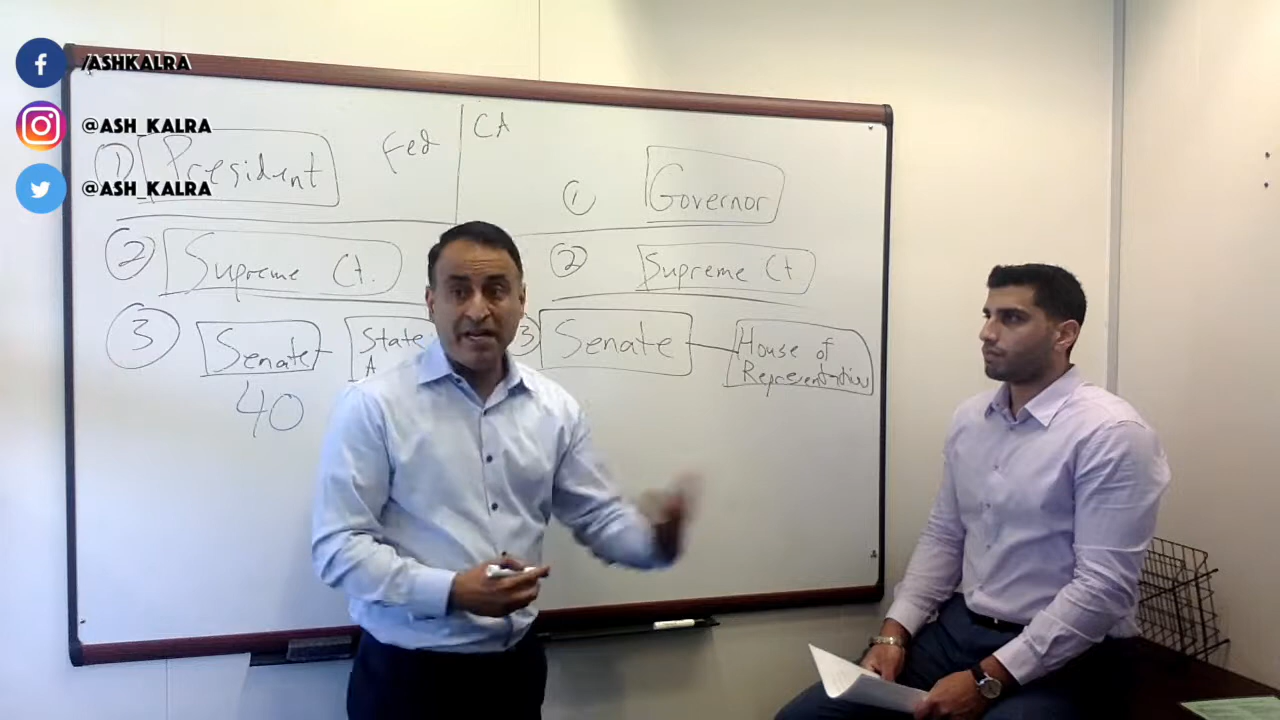 /ASHKALRA
@ASH_KALRA
@ASH_KALRA
Fed
CA
① President
① Governor
② Supreme Ct.
② Supreme Ct
③ Senate
State
A
3 Senate
House of
Representatives
40